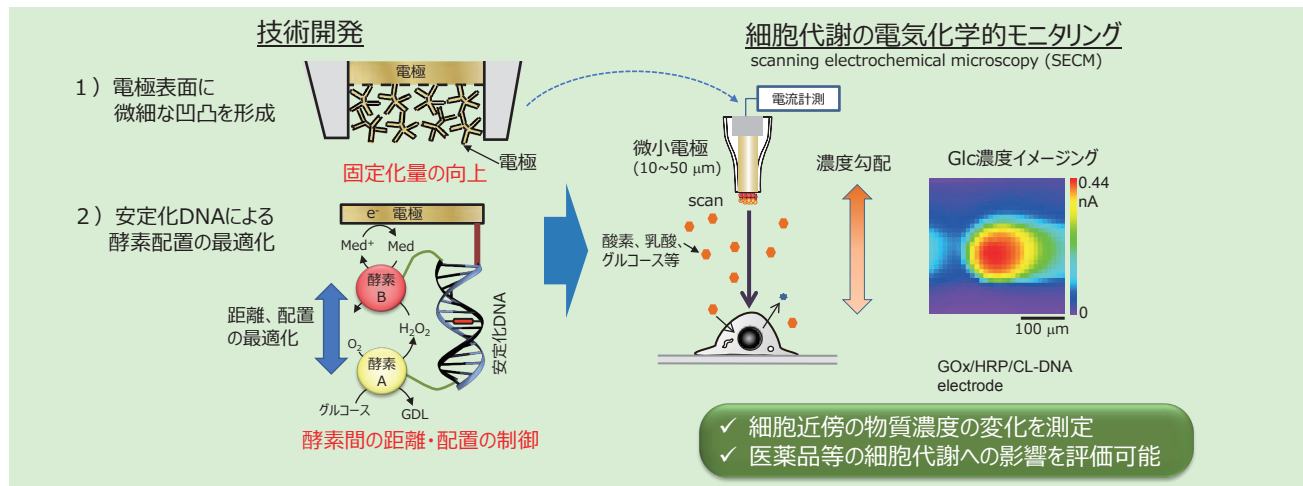 技術開発
1）電極表面に
微細な凹凸を形成
電極
電極
固定化量の向上
2）安定化DNAによる
酵素配置の最適化
e- 電極
Med+ Med
酵素
B
距離、配置
の最適化
H2O2
O2
酵素
A
グルコース
GDL
安定化DNA
酵素間の距離・配置の制御
細胞代謝の電気化学的モニタリング
scanning electrochemical microscopy (SECM)
電流計測
微小電極
(10~50 μm)
scan
酸素、乳酸、
グルコース等
濃度勾配
Glc濃度イメージング
0.44
nA
0
100 μm
GOx/HRP/CL-DNA
electrode
✓ 細胞近傍の物質濃度の変化を測定
✓ 医薬品等の細胞代謝への影響を評価可能